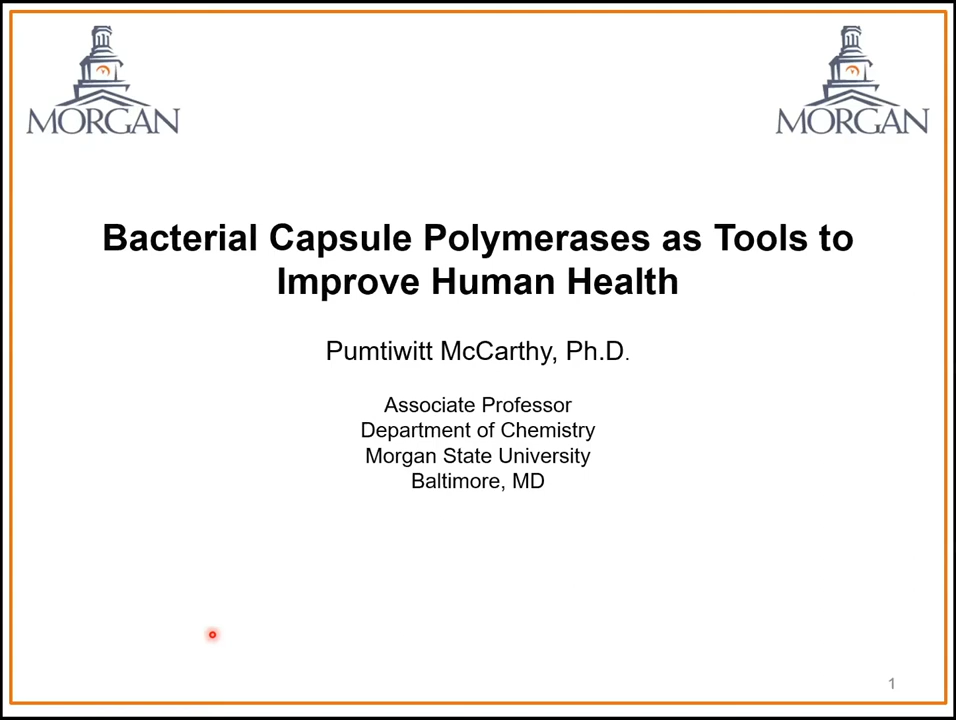 MORGAN
MORGAN
Bacterial Capsule Polymerases as Tools to
Improve Human Health
Pumtiwitt McCarthy, Ph.D.
Associate Professor
Department of Chemistry
Morgan State University
Baltimore, MD
1